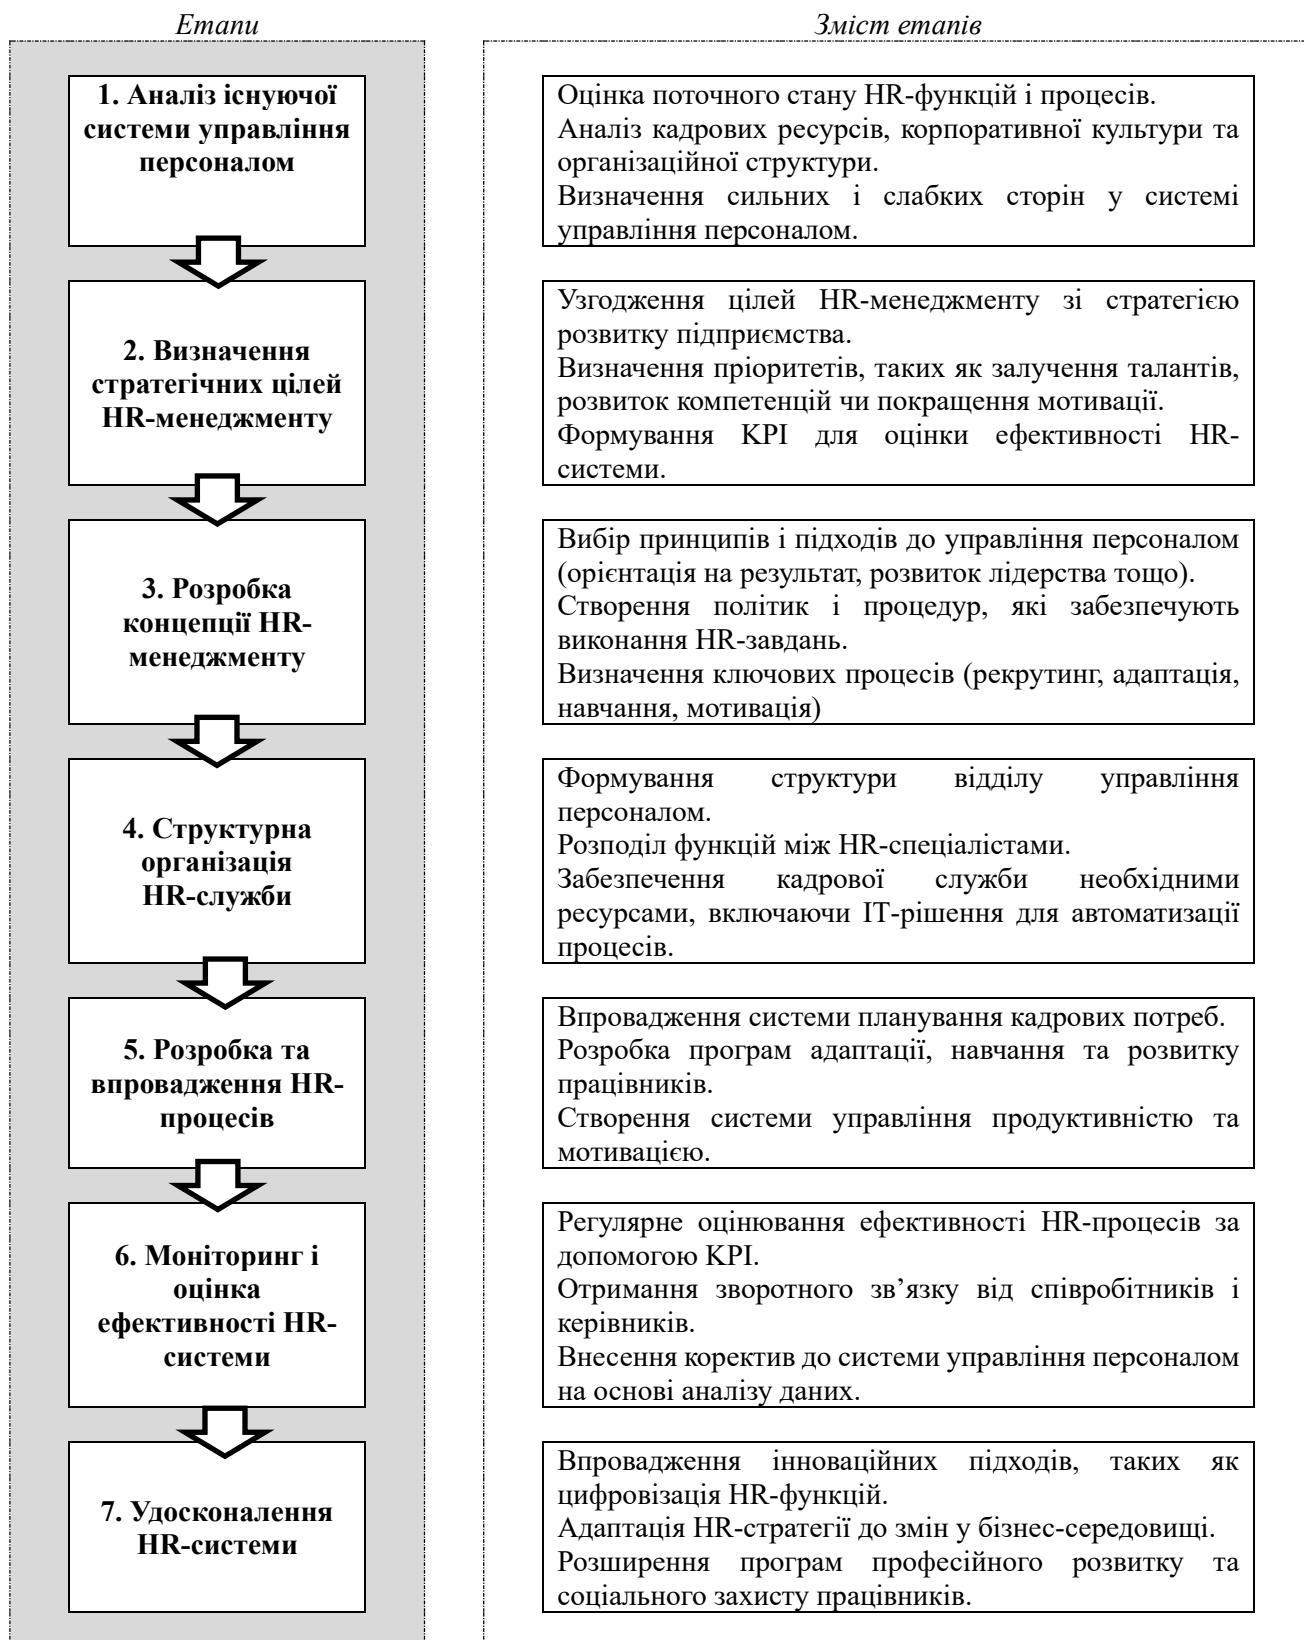 Етапи
Зміст етапів
1. Аналіз існуючої
системи управління
персоналом
Оцінка поточного стану HR-функцій і процесів.
Аналіз кадрових ресурсів, корпоративної культури та
організаційної структури.
Визначення сильних і слабких сторін у системі
управління персоналом.
2. Визначення
стратегічних цілей
HR-менеджменту
Узгодження цілей HR-менеджменту зі стратегією
розвитку підприємства.
Визначення пріоритетів, таких як залучення талантів,
розвиток компетенцій чи покращення мотивації.
Формування KPI для оцінки ефективності HR-
системи.
3. Розробка
концепції HR-
менеджменту
Вибір принципів і підходів до управління персоналом
(орієнтація на результат, розвиток лідерства тощо).
Створення політик і процедур, які забезпечують
виконання HR-завдань.
Визначення ключових процесів (рекрутинг, адаптація,
навчання, мотивація)
4. Структурна
організація
HR-служби
Формування структури відділу управління
персоналом.
Розподіл функцій між HR-спеціалістами.
Забезпечення кадрової служби необхідними
ресурсами, включаючи ІТ-рішення для автоматизації
процесів.
5. Розробка та
впровадження HR-
процесів
Впровадження системи планування кадрових потреб.
Розробка програм адаптації, навчання та розвитку
працівників.
Створення системи управління продуктивністю та
мотивацією.
6. Моніторинг і
оцінка
ефективності HR-
системи
Регулярне оцінювання ефективності HR-процесів за
допомогою KPI.
Отримання зворотного зв’язку від співробітників і
керівників.
Внесення коректив до системи управління персоналом
на основі аналізу даних.
7. Удосконалення
HR-системи
Впровадження інноваційних підходів, таких як
цифровізація HR-функцій.
Адаптація HR-стратегії до змін у бізнес-середовищі.
Розширення програм професійного розвитку та
соціального захисту працівників.